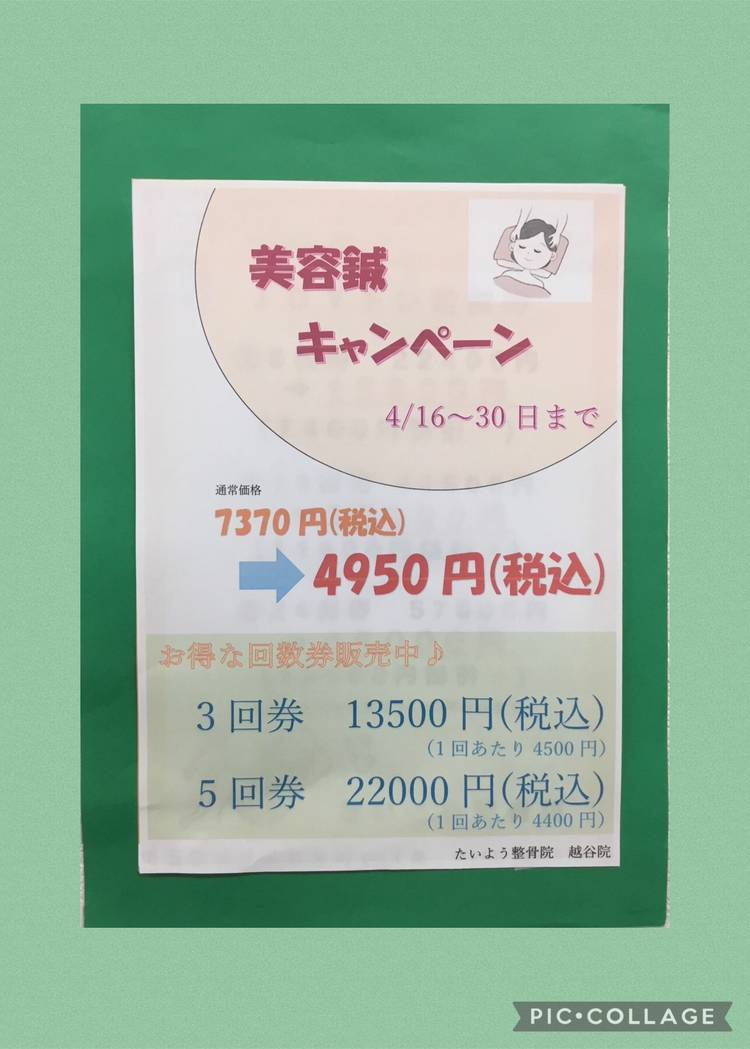 美容鍼
キャンペーン
4/16～30日まで
通常価格
7370円(税込)
4950円(税込)
お得な回数券販売中♪
3回券 13500円(税込)
(1回あたり4500円)
5回券 22000円(税込)
(1回あたり4400円)
たいよう整骨院 越谷院
PIC•COLLAGE